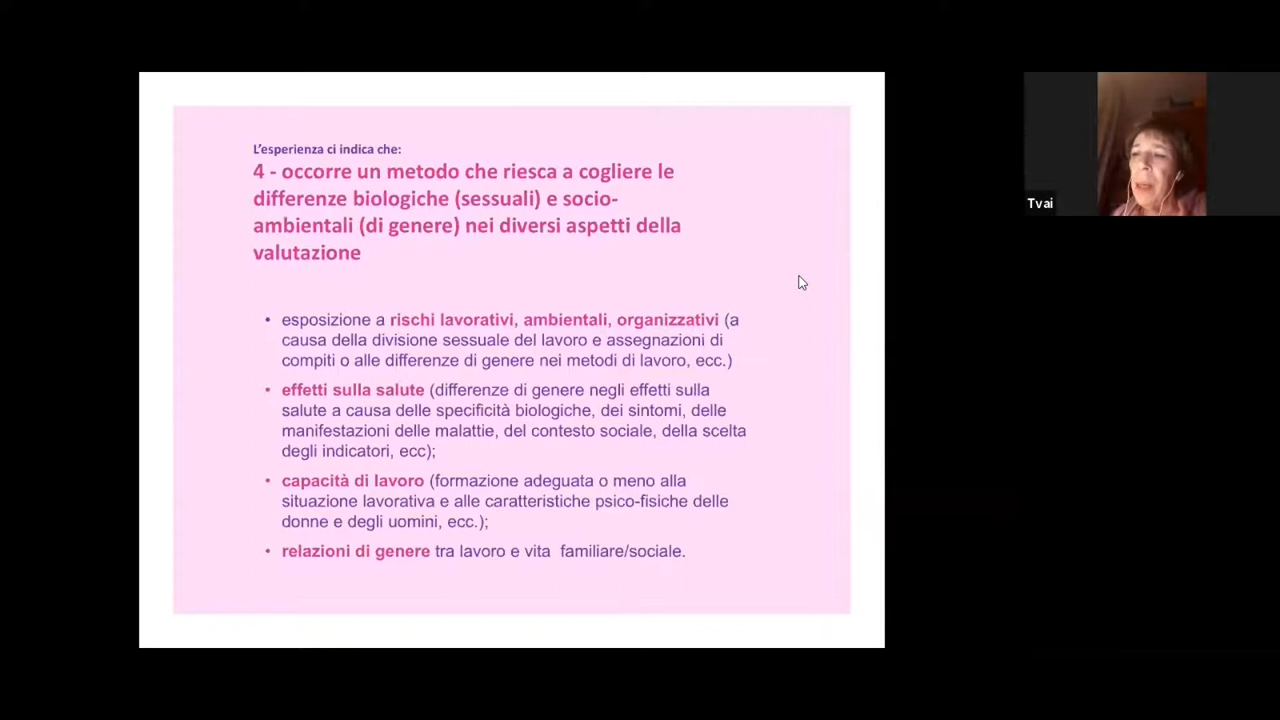 L'esperienza ci indica che:
4 - occorre un metodo che riesca a cogliere le
differenze biologiche (sessuali) e socio-
ambientali (di genere) nei diversi aspetti della
valutazione
• esposizione a rischi lavorativi, ambientali, organizzativi (a
causa della divisione sessuale del lavoro e assegnazioni di
compiti o alle differenze di genere nei metodi di lavoro, ecc.)
• effetti sulla salute (differenze di genere negli effetti sulla
salute a causa delle specificità biologiche, dei sintomi, delle
manifestazioni delle malattie, del contesto sociale, della scelta
degli indicatori, ecc);
• capacità di lavoro (formazione adeguata o meno alla
situazione lavorativa e alle caratteristiche psico-fisiche delle
donne e degli uomini, ecc.);
• relazioni di genere tra lavoro e vita  familiare/sociale.
Tvai